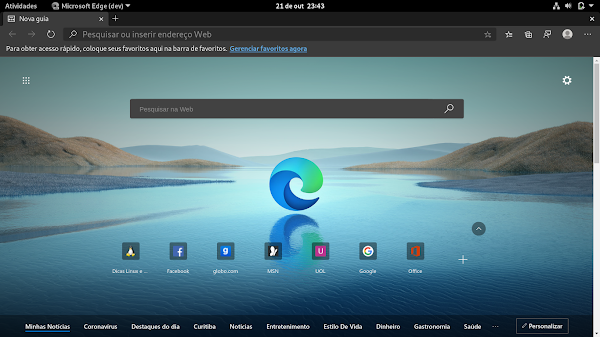 Atividades Microsoft Edge (dev) 21 de out 23:43
Nova guia
Pesquisar ou inserir endereço Web
Para obter acesso rápido, coloque seus favoritos aqui na barra de favoritos. Gerenciar favoritos agora
Pesquisar na Web
Dicas Linux e ... Facebook globo.com MSN UOL Google Office
Minhas Notícias Coronavírus Destaques do dia Curitiba Notícias Entretenimento Estilo De Vida Dinheiro Gastronomia Saúde ... Personalizar